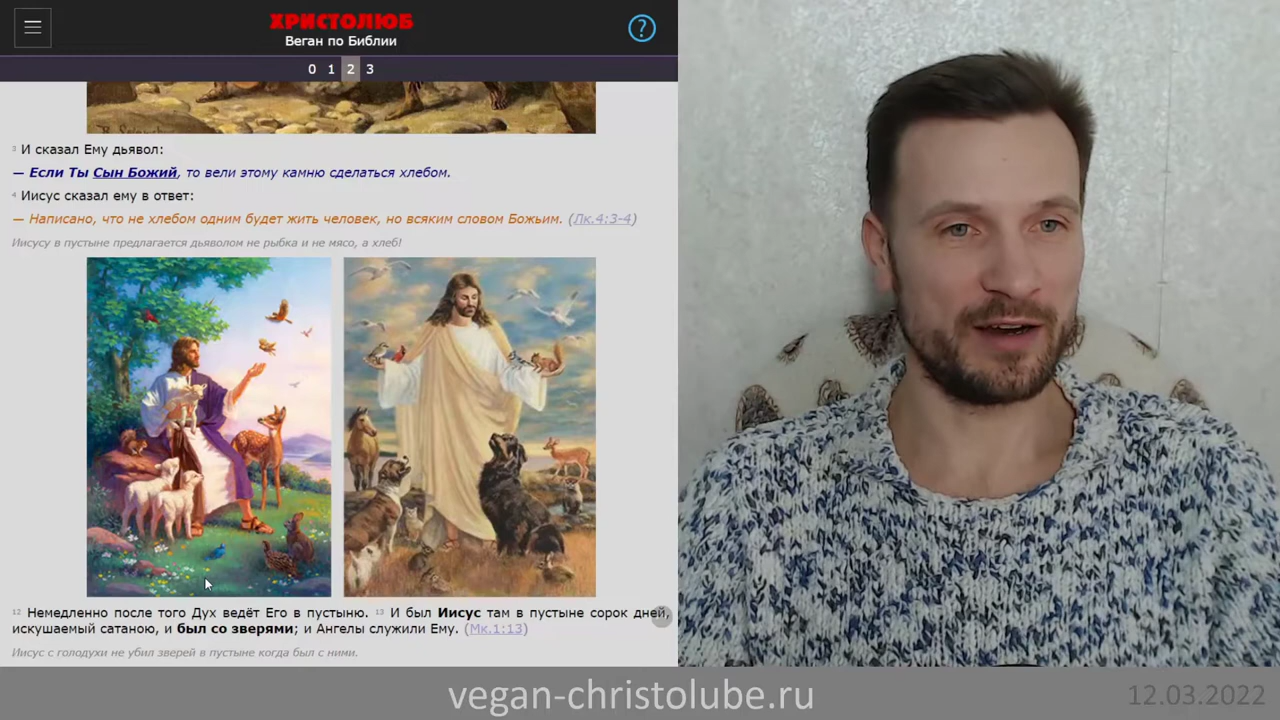 ХРИСТОЛЮБ
Веган по Библии
?
0 1 2 3
3 И сказал Ему дьявол:
— Если Ты Сын Божий, то вели этому камню сделаться хлебом.
4 Иисус сказал ему в ответ:
— Написано, что не хлебом одним будет жить человек, но всяким словом Божьим. (Лк.4:3-4)
Иисусу в пустыне предлагается дьяволом не рыбка и не мясо, а хлеб!
12 Немедленно после того Дух ведёт Его в пустыню. 13 И был Иисус там в пустыне сорок дней,
искушаемый сатаною, и был со зверями; и Ангелы служили Ему. (Мк.1:13)
Иисус с голодухи не убил зверей в пустыне когда был с ними.
vegan-christolube.ru
12.03.2022